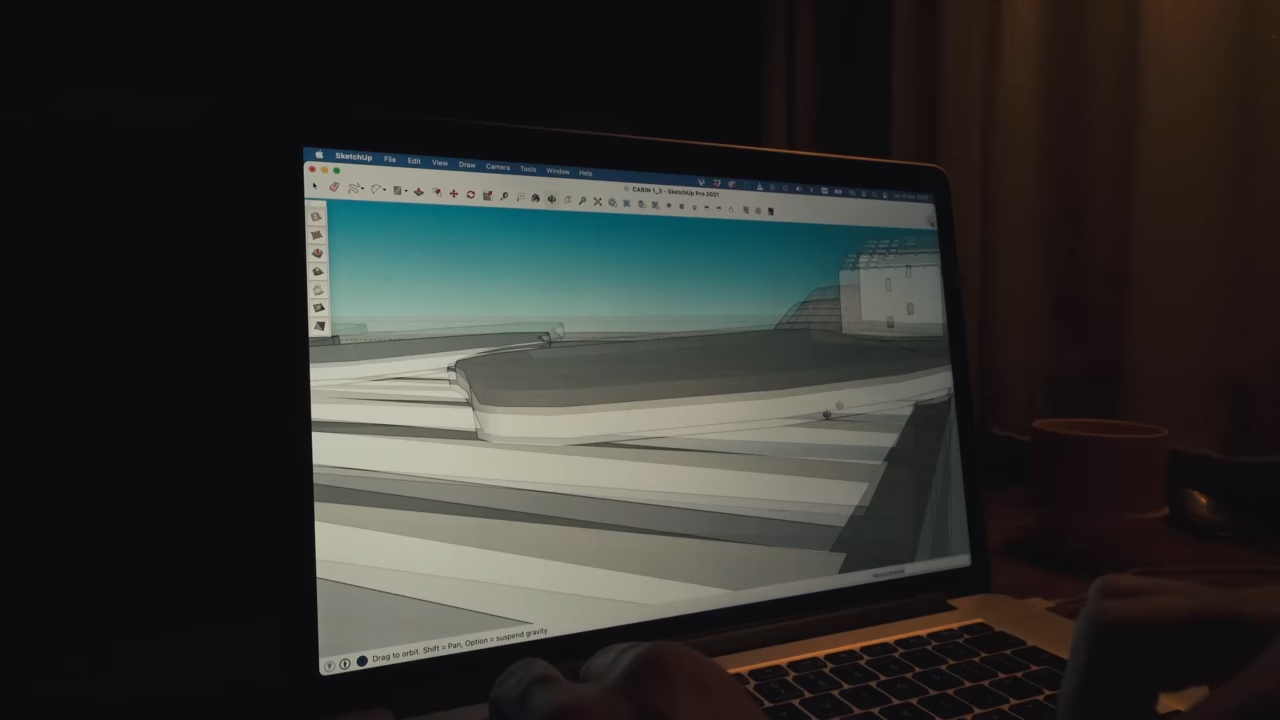 SketchUp File Edit View Draw Camera Tools Window Help
CABIN 1_3 - SketchUp Pro 2021
Measurements
Drag to orbit. Shift = Pan, Option = suspend gravity.